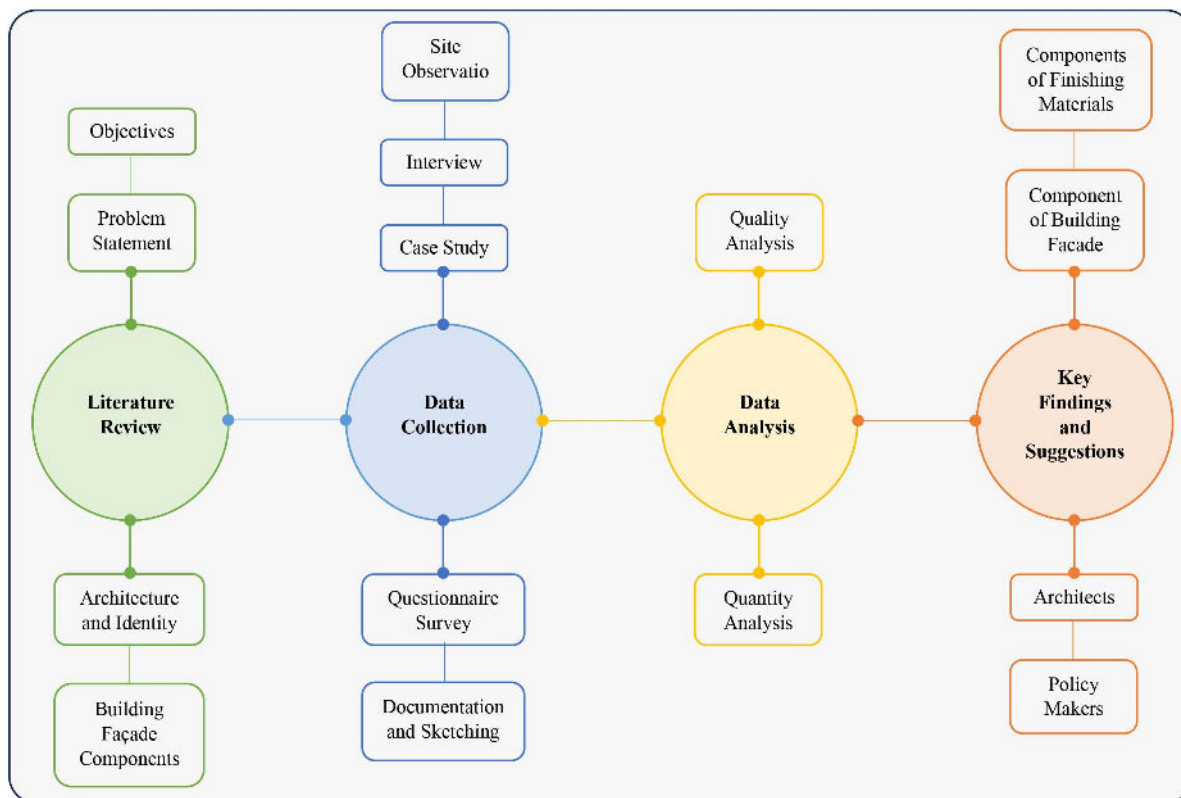 Objectives
Problem
Statement
Literature
Review
Architecture
and Identity
Building
Façade
Components
Site
Observatio
Interview
Case Study
Data
Collection
Questionnaire
Survey
Documentation
and Sketching
Quality
Analysis
Data
Analysis
Quantity
Analysis
Components
of Finishing
Materials
Component
of Building
Facade
Key
Findings
and
Suggestions
Architects
Policy
Makers